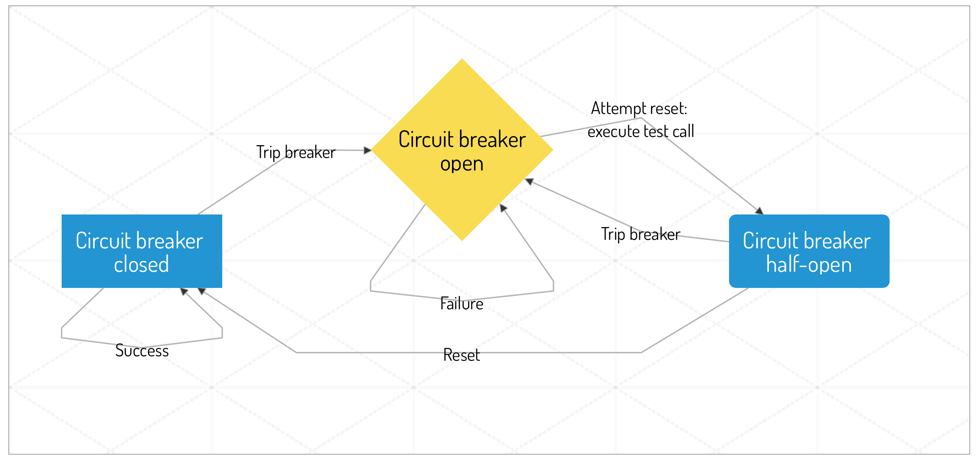 Attempt reset:
execute test call
Circuit breaker
open
Trip breaker
Trip breaker
Circuit breaker
closed
Circuit breaker
half-open
Failure
Success
Reset